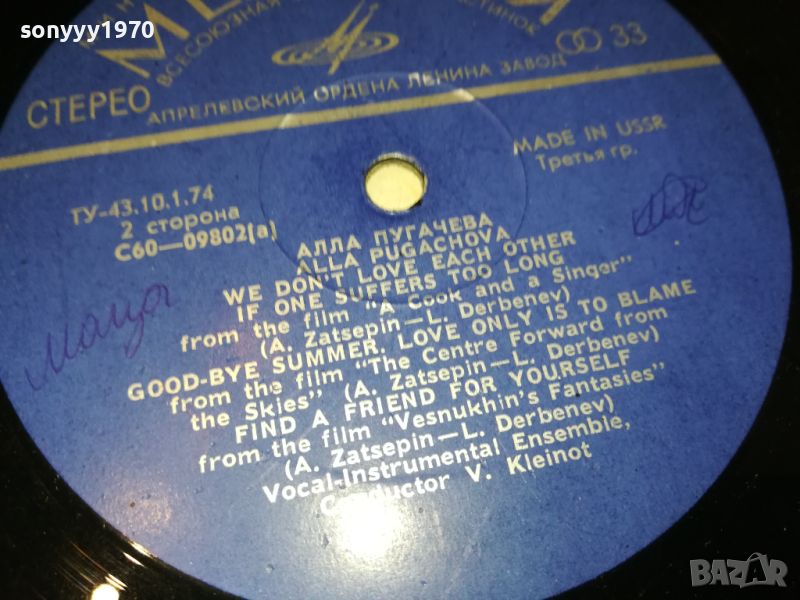 sonyyy1970
СТЕРЕО
33
АПРЕЛЕВСКИЙ ОРДЕНА ЛЕНИНА ЗАВОД
MADE IN USSR
Третья гр.
ТУ-43.10.1.74
2 сторона
С60—09802(а)
АЛЛА ПУГАЧЕВА
ALLA PUGACHOVA
WE DON'T LOVE EACH OTHER
IF ONE SUFFERS TOO LONG
from the film "A Cook and a Singer"
(A. Zatsepin—L. Derbenev)
GOOD-BYE SUMMER. LOVE ONLY IS TO BLAME
from the film "The Centre Forward from
the Skies" (A. Zatsepin—L. Derbenev)
FIND A FRIEND FOR YOURSELF
from the film "Vesnukhin's Fantasies"
(A. Zatsepin—L. Derbenev)
Vocal-Instrumental Ensemble,
Conductor V. Kleinot
BAZAR